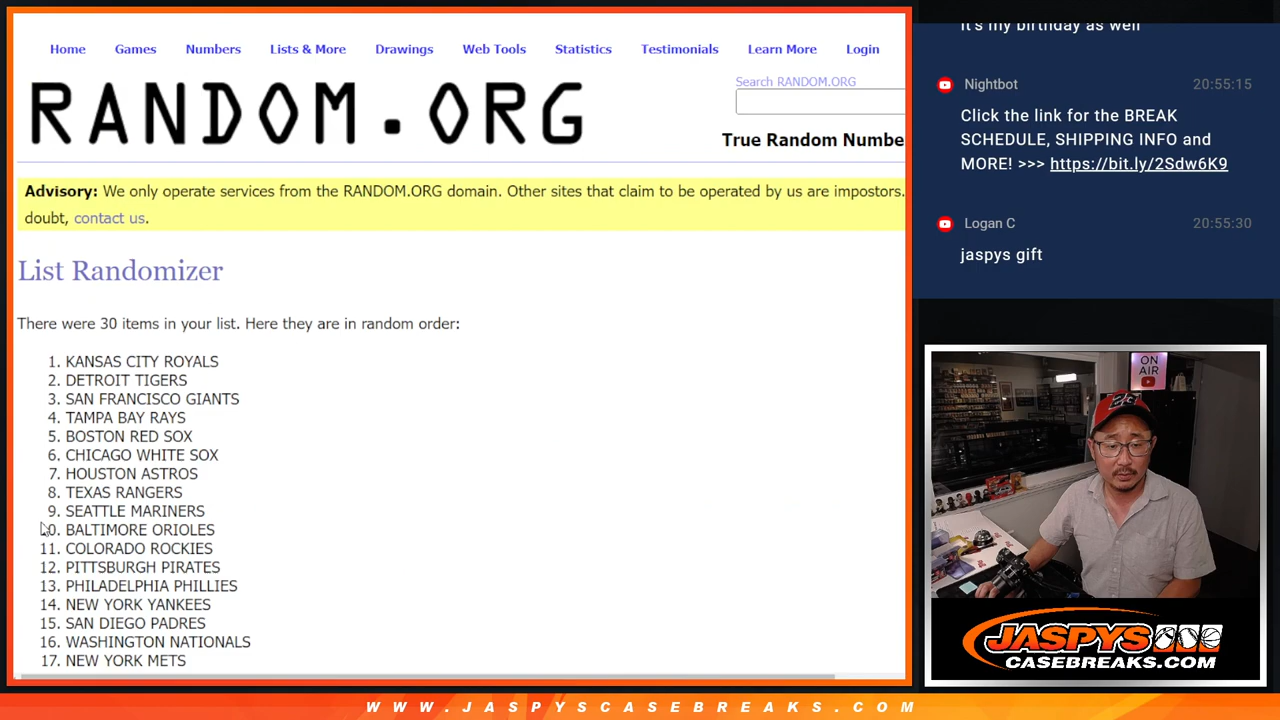 Home Games Numbers Lists & More Drawings Web Tools Statistics Testimonials Learn More Login
RANDOM.ORG
Search RANDOM.ORG
True Random Numbe
Advisory: We only operate services from the RANDOM.ORG domain. Other sites that claim to be operated by us are impostors.
doubt, contact us.
List Randomizer
There were 30 items in your list. Here they are in random order:
1. KANSAS CITY ROYALS
2. DETROIT TIGERS
3. SAN FRANCISCO GIANTS
4. TAMPA BAY RAYS
5. BOSTON RED SOX
6. CHICAGO WHITE SOX
7. HOUSTON ASTROS
8. TEXAS RANGERS
9. SEATTLE MARINERS
10. BALTIMORE ORIOLES
11. COLORADO ROCKIES
12. PITTSBURGH PIRATES
13. PHILADELPHIA PHILLIES
14. NEW YORK YANKEES
15. SAN DIEGO PADRES
16. WASHINGTON NATIONALS
17. NEW YORK METS
it's my birthday as well
Nightbot 20:55:15
Click the link for the BREAK
SCHEDULE, SHIPPING INFO and
MORE! >>> https://bit.ly/2Sdw6K9
Logan C 20:55:30
jaspys gift
ON
AIR
JASPYS
CASEBREAKS.COM
WWW.JASPYSCASEBREAKS.COM